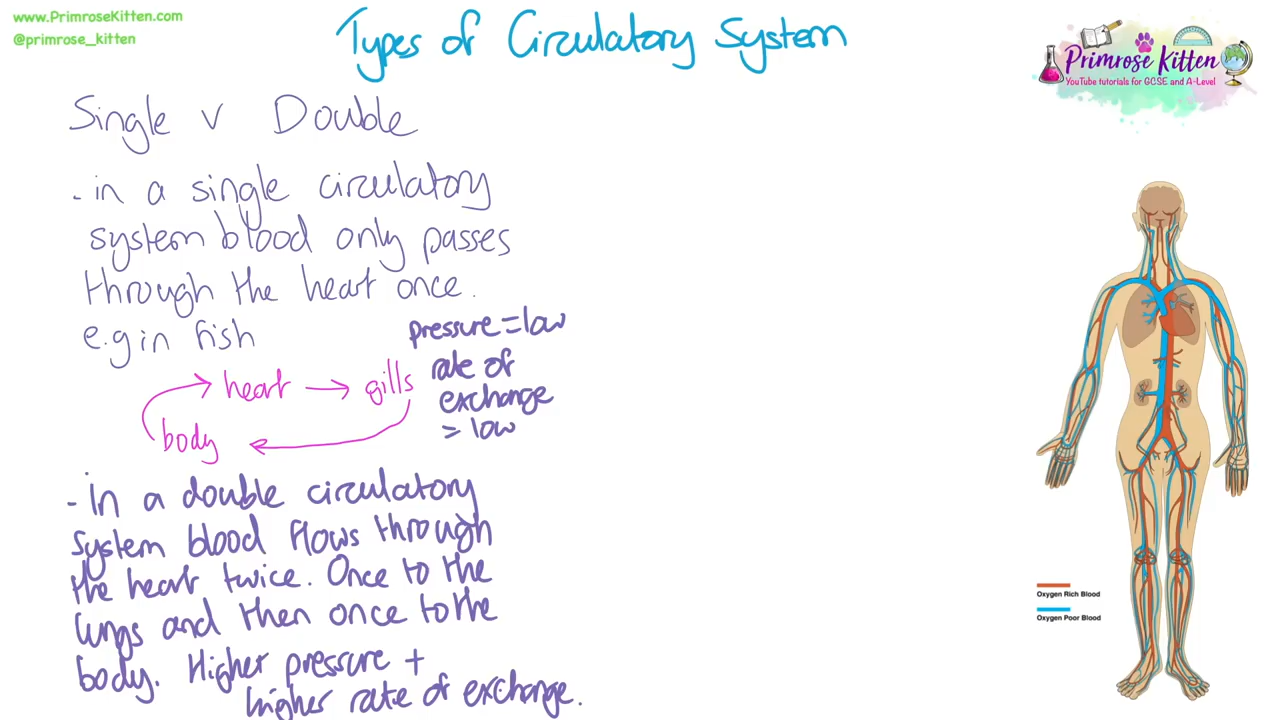 www.PrimroseKitten.com
@primrose_kitten
Types of Circulatory System
Primrose Kitten
YouTube tutorials for GCSE and A-Level
Single v Double
- in a single circulatory
system blood only passes
through the heart once.
e.g in fish
pressure = low
rate of
exchange
= low
heart → gills
body
- In a double circulatory
system blood flows through
the heart twice. Once to the
lungs and then once to the
body. Higher pressure +
higher rate of exchange.
Oxygen Rich Blood
Oxygen Poor Blood